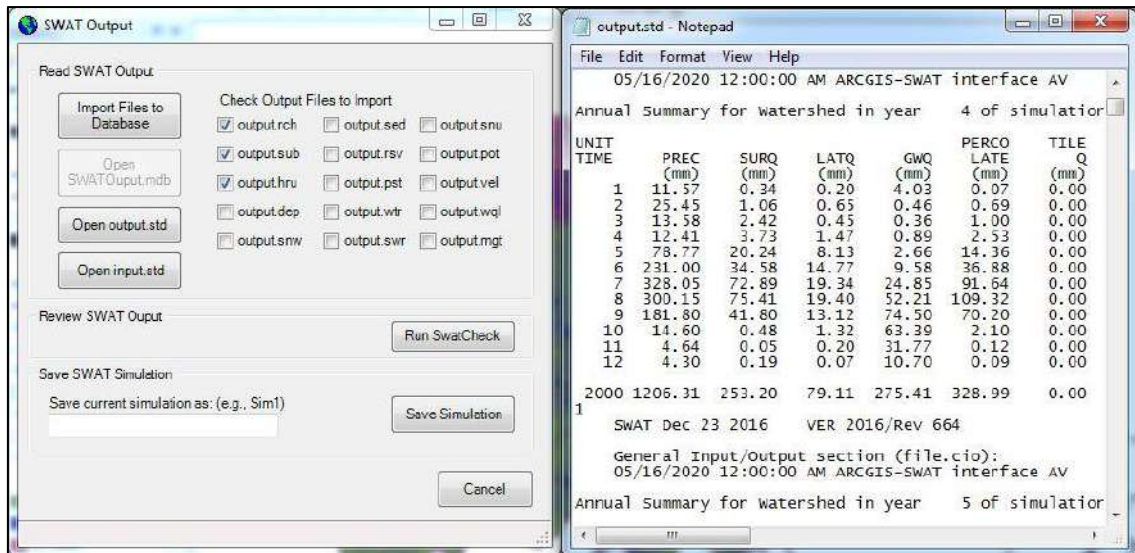 SWAT Output
Read SWAT Output
Import Files to
Database
Open
SWATOuput.mdb
Open output.std
Open input.std
Check Output Files to Import
output.rch output.sed output.snu
output.sub output.rsv output.pot
output.hru output.pst output.vel
output.dep output.wtr output.wql
output.snw output.swr output.mgt
Review SWAT Ouput
Run SwatCheck
Save SWAT Simulation
Save current simulation as: (e.g., Sim1)
Save Simulation
Cancel
output.std - Notepad
File Edit Format View Help
05/16/2020 12:00:00 AM ARCGIS-SWAT interface AV
Annual Summary for Watershed in year 4 of simulation
UNIT PERCO TILE
TIME PREC SURQ LATQ GWQ LATE Q
(mm) (mm) (mm) (mm) (mm) (mm)
1 11.57 0.34 0.20 4.03 0.07 0.00
2 25.45 1.06 0.65 0.46 0.69 0.00
3 13.58 2.42 0.45 0.36 1.00 0.00
4 12.41 3.73 1.47 0.89 2.53 0.00
5 78.77 20.24 8.13 2.66 14.36 0.00
6 231.00 34.58 14.77 9.58 36.88 0.00
7 328.05 72.89 19.34 24.85 91.64 0.00
8 300.15 75.41 19.40 52.21 109.32 0.00
9 181.80 41.80 13.12 74.50 70.20 0.00
10 14.60 0.48 1.32 63.39 2.10 0.00
11 4.64 0.05 0.20 31.77 0.12 0.00
12 4.30 0.19 0.07 10.70 0.09 0.00
2000 1206.31 253.20 79.11 275.41 328.99 0.00
1
SWAT Dec 23 2016 VER 2016/Rev 664
General Input/Output section (file.cio):
05/16/2020 12:00:00 AM ARCGIS-SWAT interface AV
Annual Summary for Watershed in year 5 of simulation